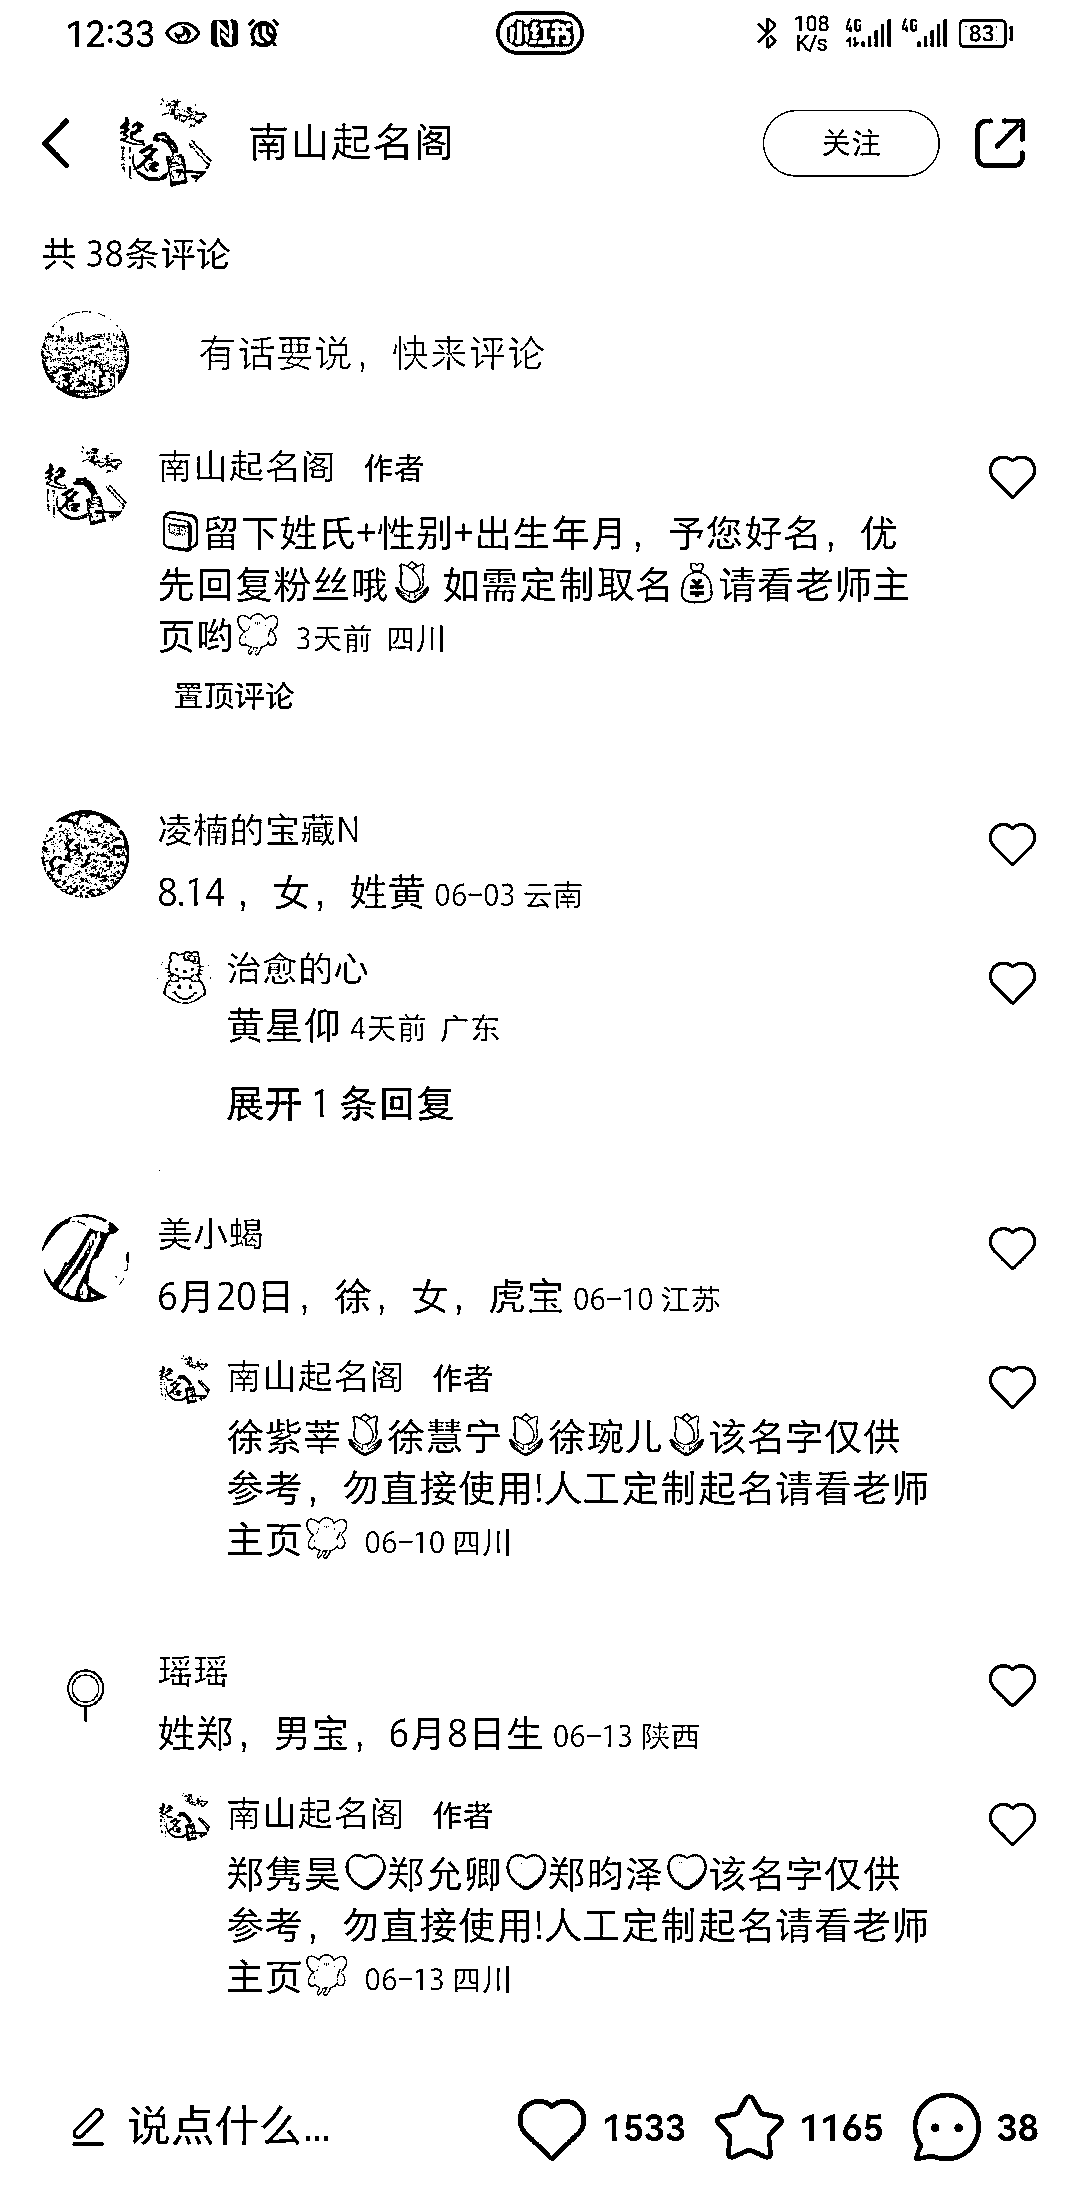 12:33
小红书
108 K/s
4G
4G
83
南山起名阁
关注
共 38条评论
有话要说，快来评论
南山起名阁 作者
留下姓氏+性别+出生年月，予您好名，优
先回复粉丝哦🌷 如需定制取名💰请看老师主
页哟 3天前 四川
置顶评论
凌楠的宝藏N
8.14 ，女，姓黄 06-03 云南
治愈的心
黄星仰 4天前 广东
展开 1 条回复
美小蝎
6月20日，徐，女，虎宝 06-10 江苏
南山起名阁 作者
徐紫莘🌷徐慧宁🌷徐琬儿🌷该名字仅供
参考，勿直接使用!人工定制起名请看老师
主页 06-10 四川
瑶瑶
姓郑，男宝，6月8日生 06-13 陕西
南山起名阁 作者
郑隽昊♡郑允卿♡郑昀泽♡该名字仅供
参考，勿直接使用!人工定制起名请看老师
主页 06-13 四川
说点什么...
1533
1165
38